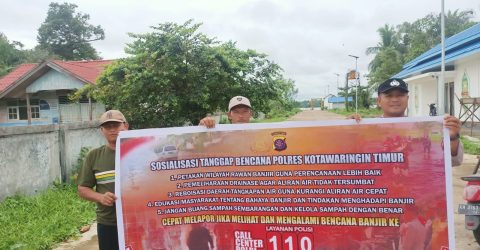 SOSIALISASI TANGGAP BENCANA POLRES KOTAWARINGIN TIMUR
1. PETAKAN WILAYAH RAWAN BANJIR GUNA PERENCANAAN LEBIH BAIK
2. PEMELIHARAAN DRAINASE AGAR ALIRAN AIR TIDAK TERSUMBAT
3. REBOISASI DAERAH TANGKAPAN AIR GUNA KURANGI ALIRAN AIR CEPAT
4. EDUKASI MASYARAKAT TENTANG BAHAYA BANJIR DAN TINDAKAN MENGHADAPI BANJIR
5. JANGAN BUANG SAMPAH SEMBARANGAN DAN KELOLA SAMPAH DENGAN BENAR
CEPAT MELAPOR JIKA MELIHAT DAN MENGALAMI BENCANA BANJIR KE
LAYANAN POLISI
CALL
CENTER
110